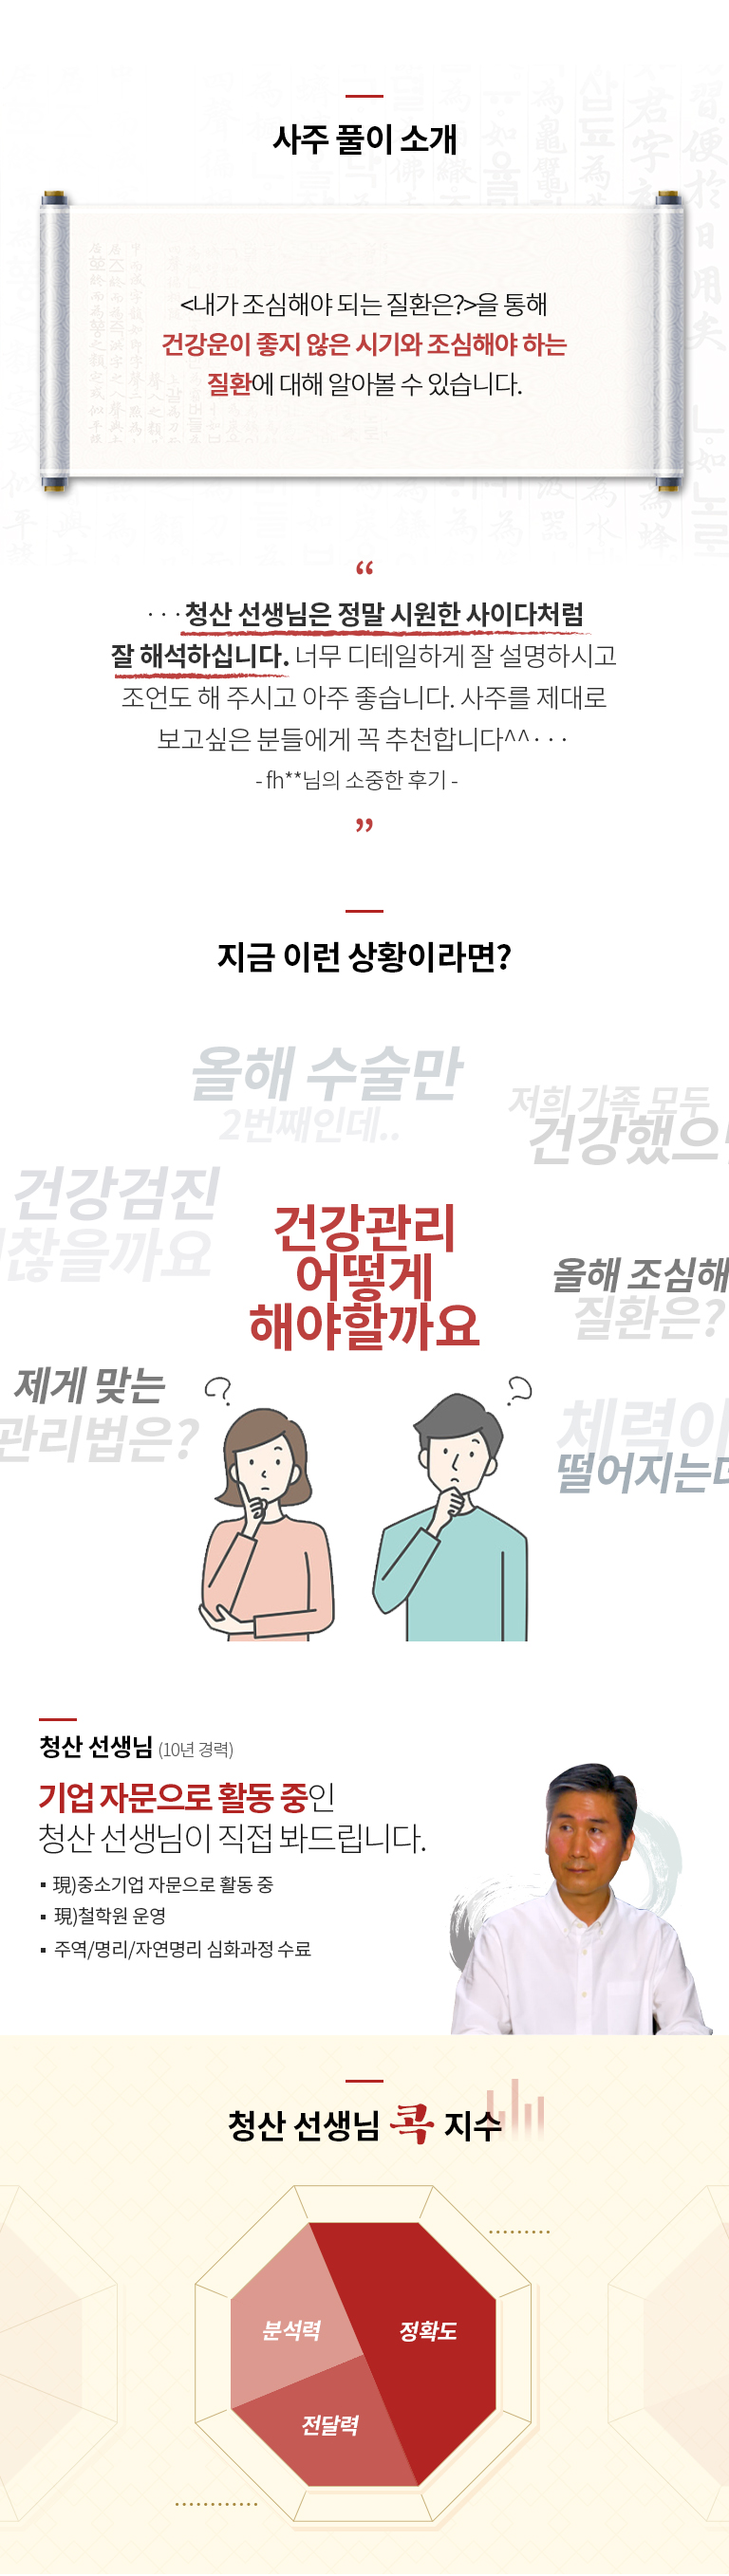 사주 풀이 소개
<내가 조심해야 되는 질환은?>을 통해
건강운이 좋지 않은 시기와 조심해야 하는
질환에 대해 알아볼 수 있습니다.
“
· · · 청산 선생님은 정말 시원한 사이다처럼
잘 해석하십니다. 너무 디테일하게 잘 설명하시고
조언도 해 주시고 아주 좋습니다. 사주를 제대로
보고싶은 분들에게 꼭 추천합니다^^ · · ·
- fh**님의 소중한 후기 -
”
지금 이런 상황이라면?
올해 수술만
2번째인데..
저희 가족 모두
건강했으
건강검진
찮을까요
건강관리
어떻게
해야할까요
올해 조심해
질환은?
제게 맞는
관리법은?
체력이
떨어지는데
청산 선생님 (10년 경력)
기업 자문으로 활동 중인
청산 선생님이 직접 봐드립니다.
▪ 現)중소기업 자문으로 활동 중
▪ 現)철학원 운영
▪ 주역/명리/자연명리 심화과정 수료
청산 선생님 콕 지수
분석력
정확도
전달력